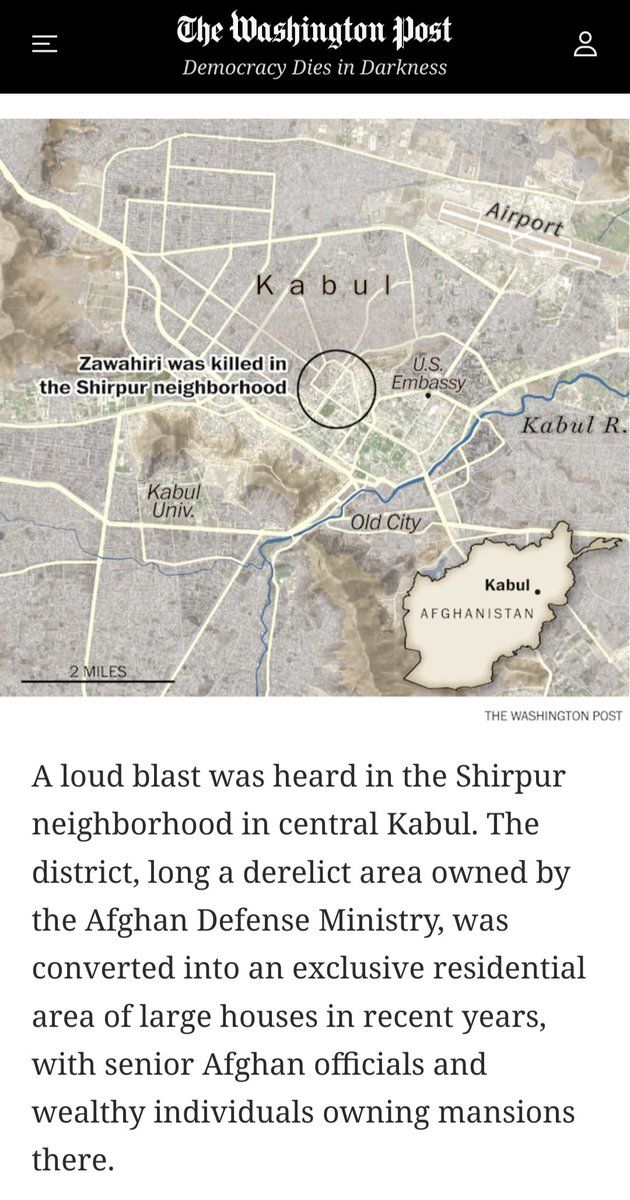 The Washington Post
Democracy Dies in Darkness
Airport
Kabul
Zawahiri was killed in
the Shirpur neighborhood
U.S.
Embassy
Kabul R.
Kabul
Univ.
Old City
Kabul
AFGHANISTAN
2 MILES
THE WASHINGTON POST
A loud blast was heard in the Shirpur
neighborhood in central Kabul. The
district, long a derelict area owned by
the Afghan Defense Ministry, was
converted into an exclusive residential
area of large houses in recent years,
with senior Afghan officials and
wealthy individuals owning mansions
there.